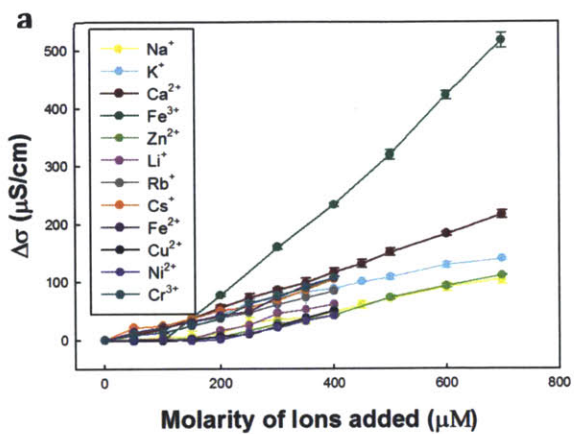 a
Δσ (µS/cm)
500
400
300
200
100
0
Na⁺
K⁺
Ca²⁺
Fe³⁺
Zn²⁺
Li⁺
Rb⁺
Cs⁺
Fe²⁺
Cu²⁺
Ni²⁺
Cr³⁺
0 200 400 600 800
Molarity of Ions added (µM)